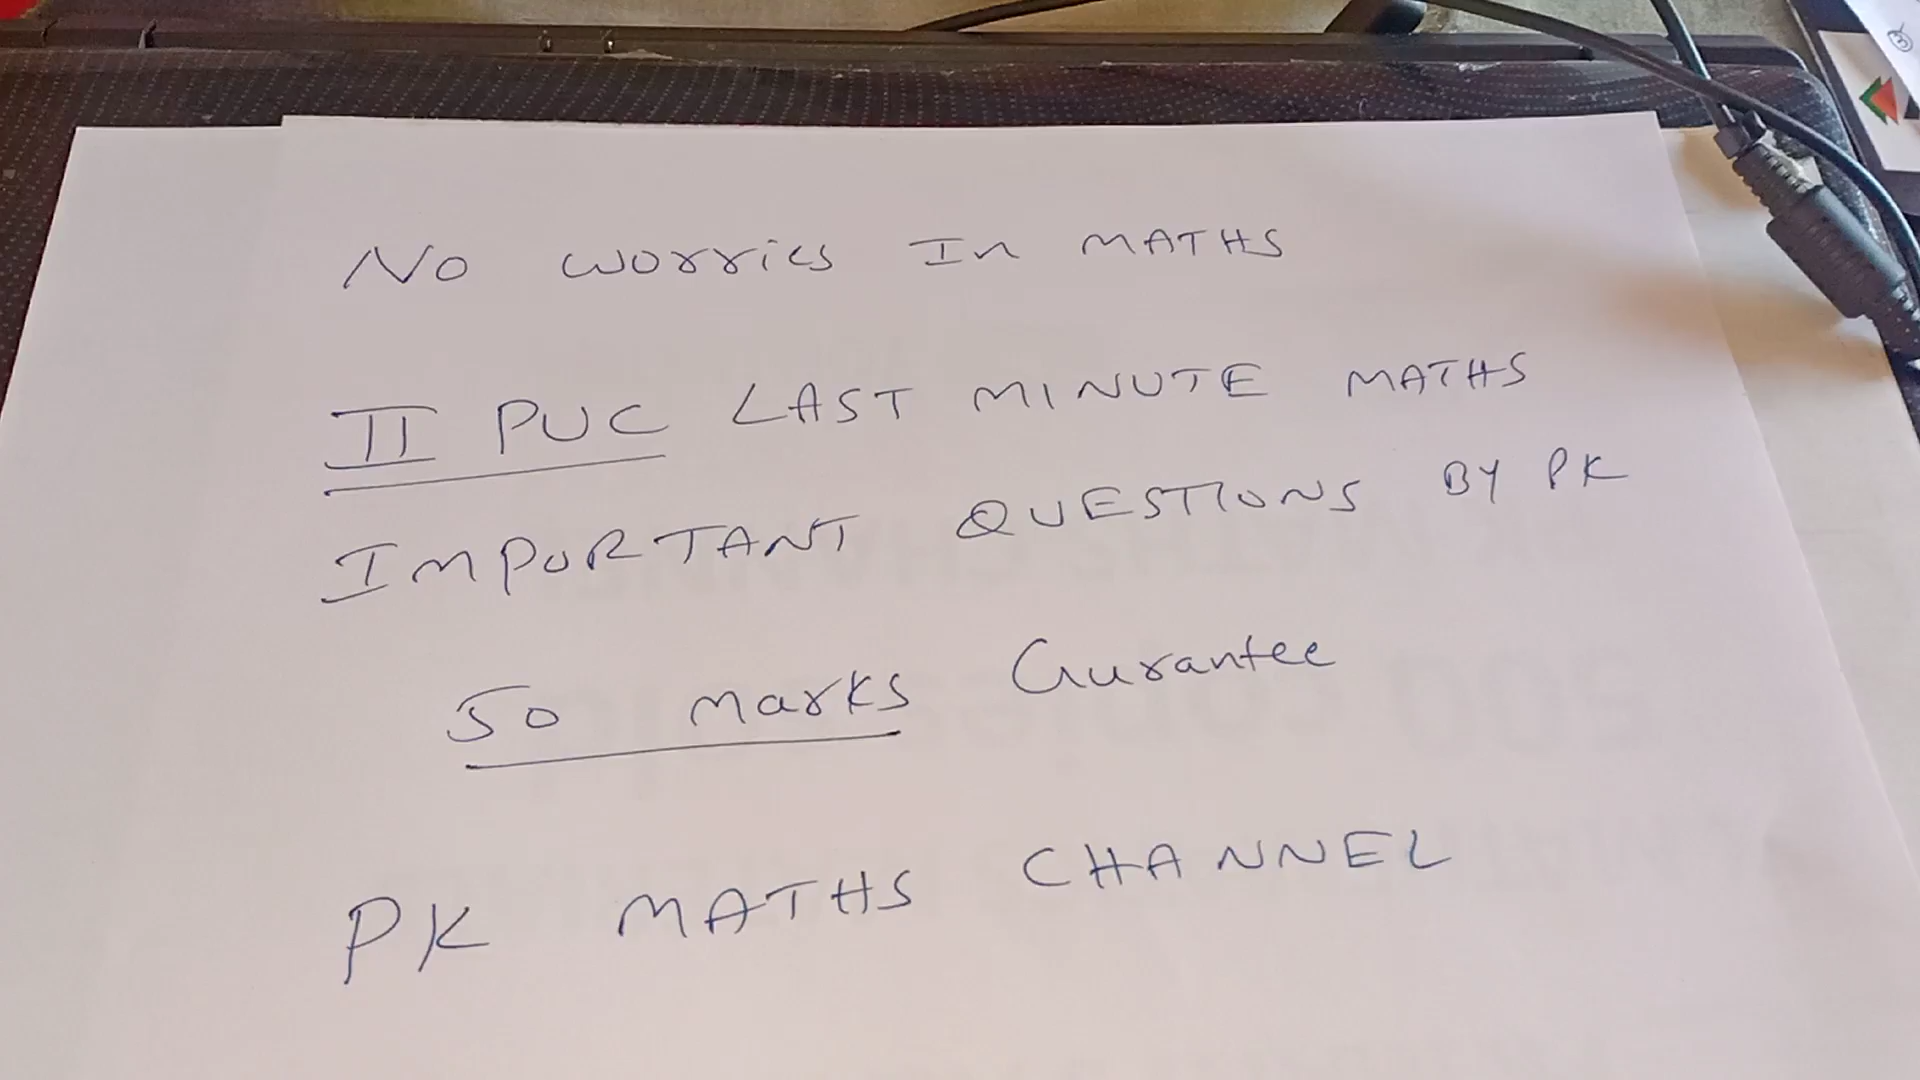 No worries In MATHS
II PUC LAST MINUTE MATHS
IMPORTANT QUESTIONS BY PK
50 marks Gurantee
PK MATHS CHANNEL